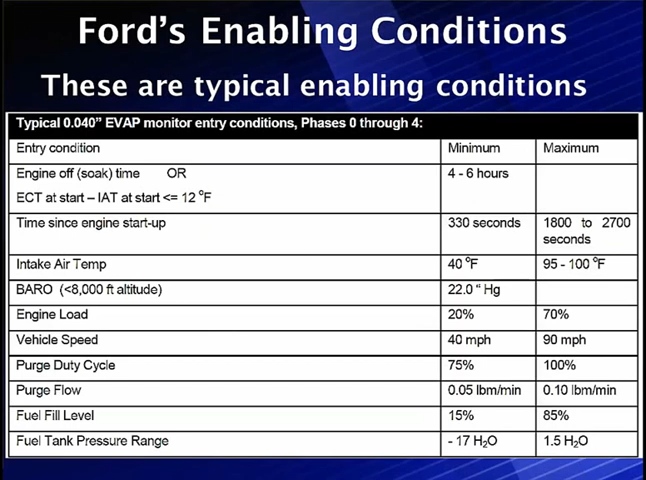 Ford's Enabling Conditions
These are typical enabling conditions
Typical 0.040" EVAP monitor entry conditions, Phases 0 through 4:
Entry condition Minimum Maximum
Engine off (soak) time OR 4 - 6 hours
ECT at start – IAT at start <= 12 °F
Time since engine start-up 330 seconds 1800 to 2700
seconds
Intake Air Temp 40 °F 95 - 100 °F
BARO (<8,000 ft altitude) 22.0 " Hg
Engine Load 20% 70%
Vehicle Speed 40 mph 90 mph
Purge Duty Cycle 75% 100%
Purge Flow 0.05 lbm/min 0.10 lbm/min
Fuel Fill Level 15% 85%
Fuel Tank Pressure Range - 17 H₂O 1.5 H₂O